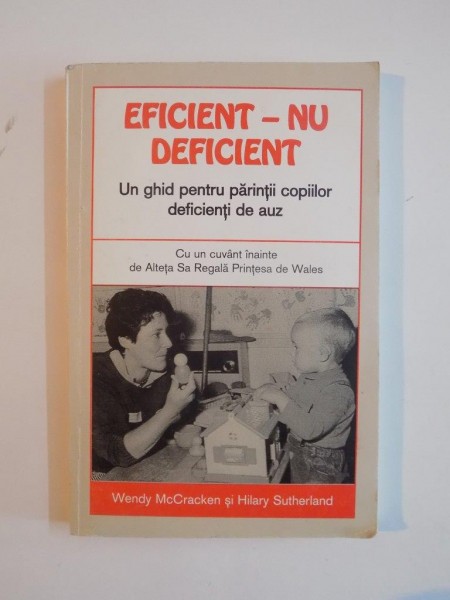 EFICIENT – NU
DEFICIENT
Un ghid pentru părinții copiilor
deficienți de auz
Cu un cuvânt înainte
de Alteța Sa Regală Prințesa de Wales
Wendy McCracken și Hilary Sutherland